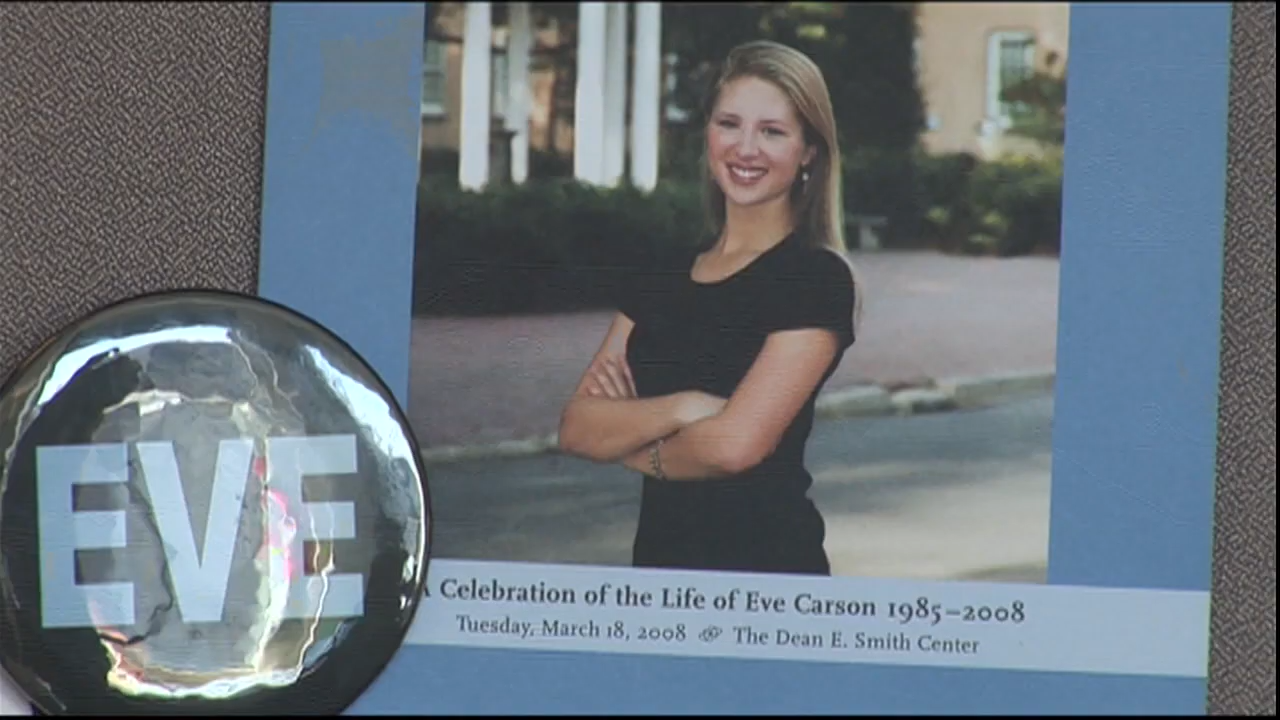 EVE
A Celebration of the Life of Eve Carson 1985–2008
Tuesday, March 18, 2008 The Dean E. Smith Center